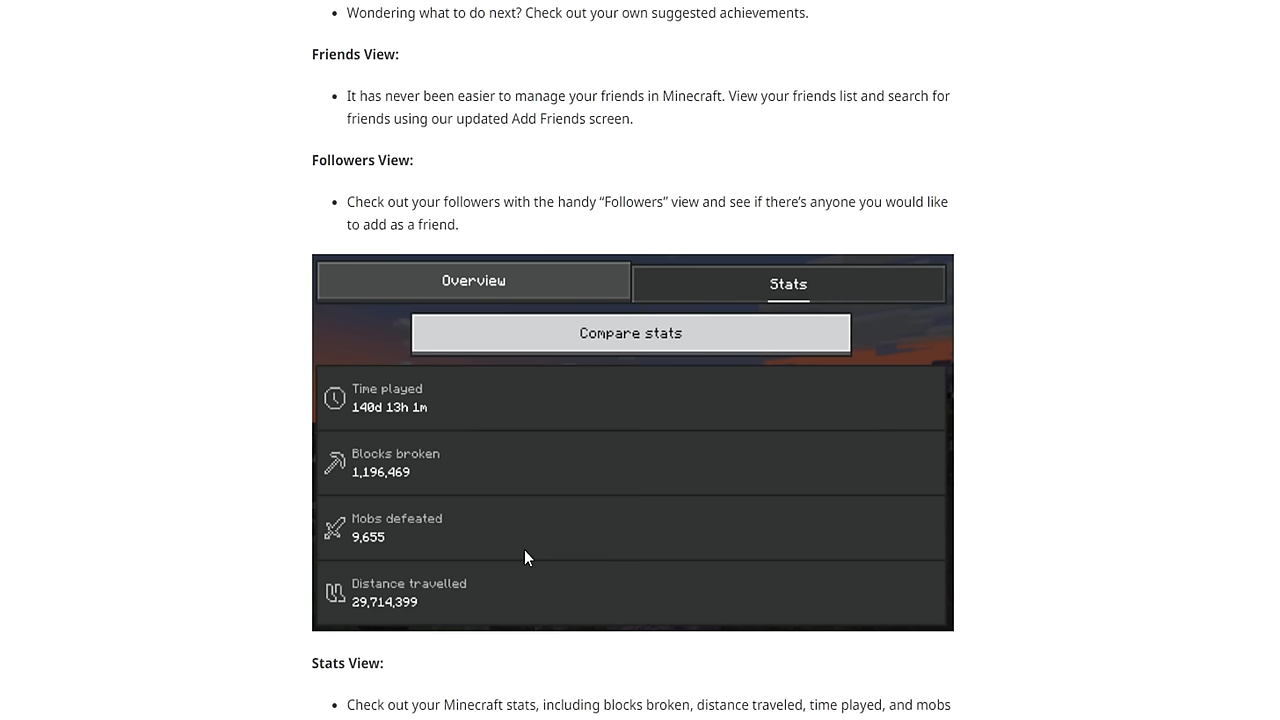 • Wondering what to do next? Check out your own suggested achievements.
Friends View:
• It has never been easier to manage your friends in Minecraft. View your friends list and search for
friends using our updated Add Friends screen.
Followers View:
• Check out your followers with the handy “Followers” view and see if there’s anyone you would like
to add as a friend.
Overview
Stats
Compare stats
Time played
140d 13h 1m
Blocks broken
1,196,469
Mobs defeated
9,655
Distance travelled
29,714,399
Stats View:
• Check out your Minecraft stats, including blocks broken, distance traveled, time played, and mobs